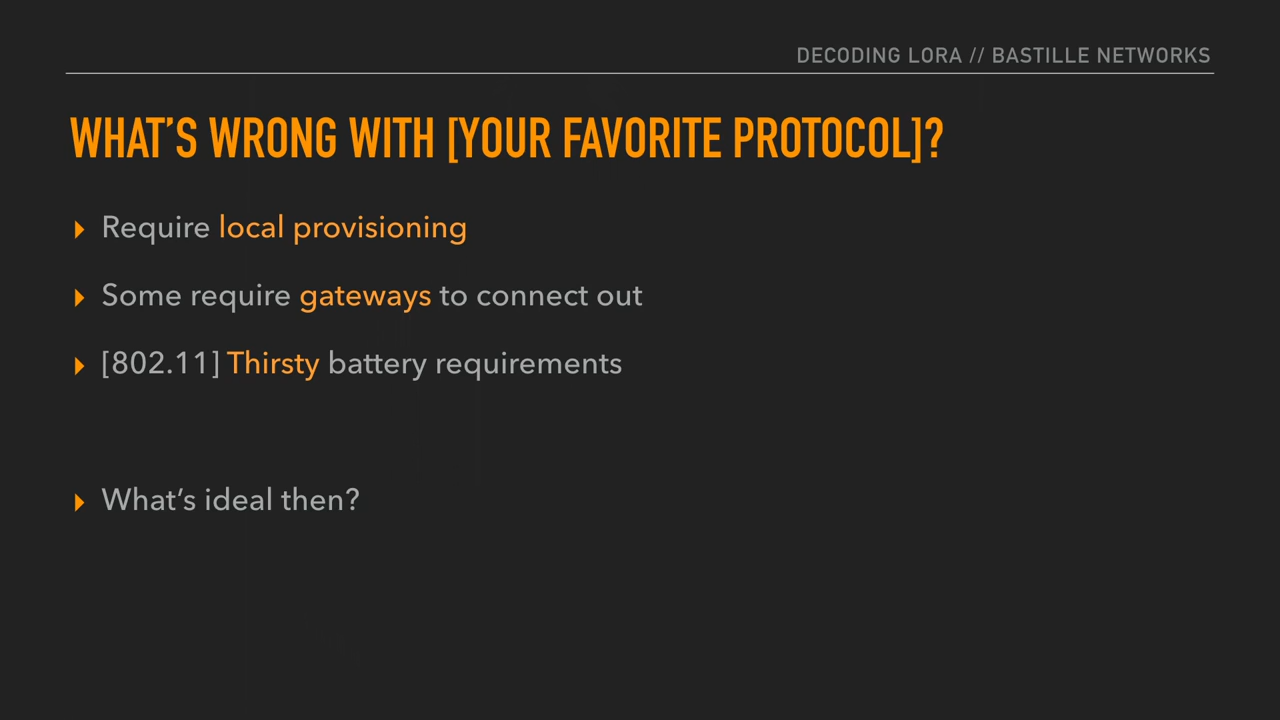 DECODING LORA // BASTILLE NETWORKS
WHAT’S WRONG WITH [YOUR FAVORITE PROTOCOL]?
▸ Require local provisioning
▸ Some require gateways to connect out
▸ [802.11] Thirsty battery requirements
▸ What’s ideal then?